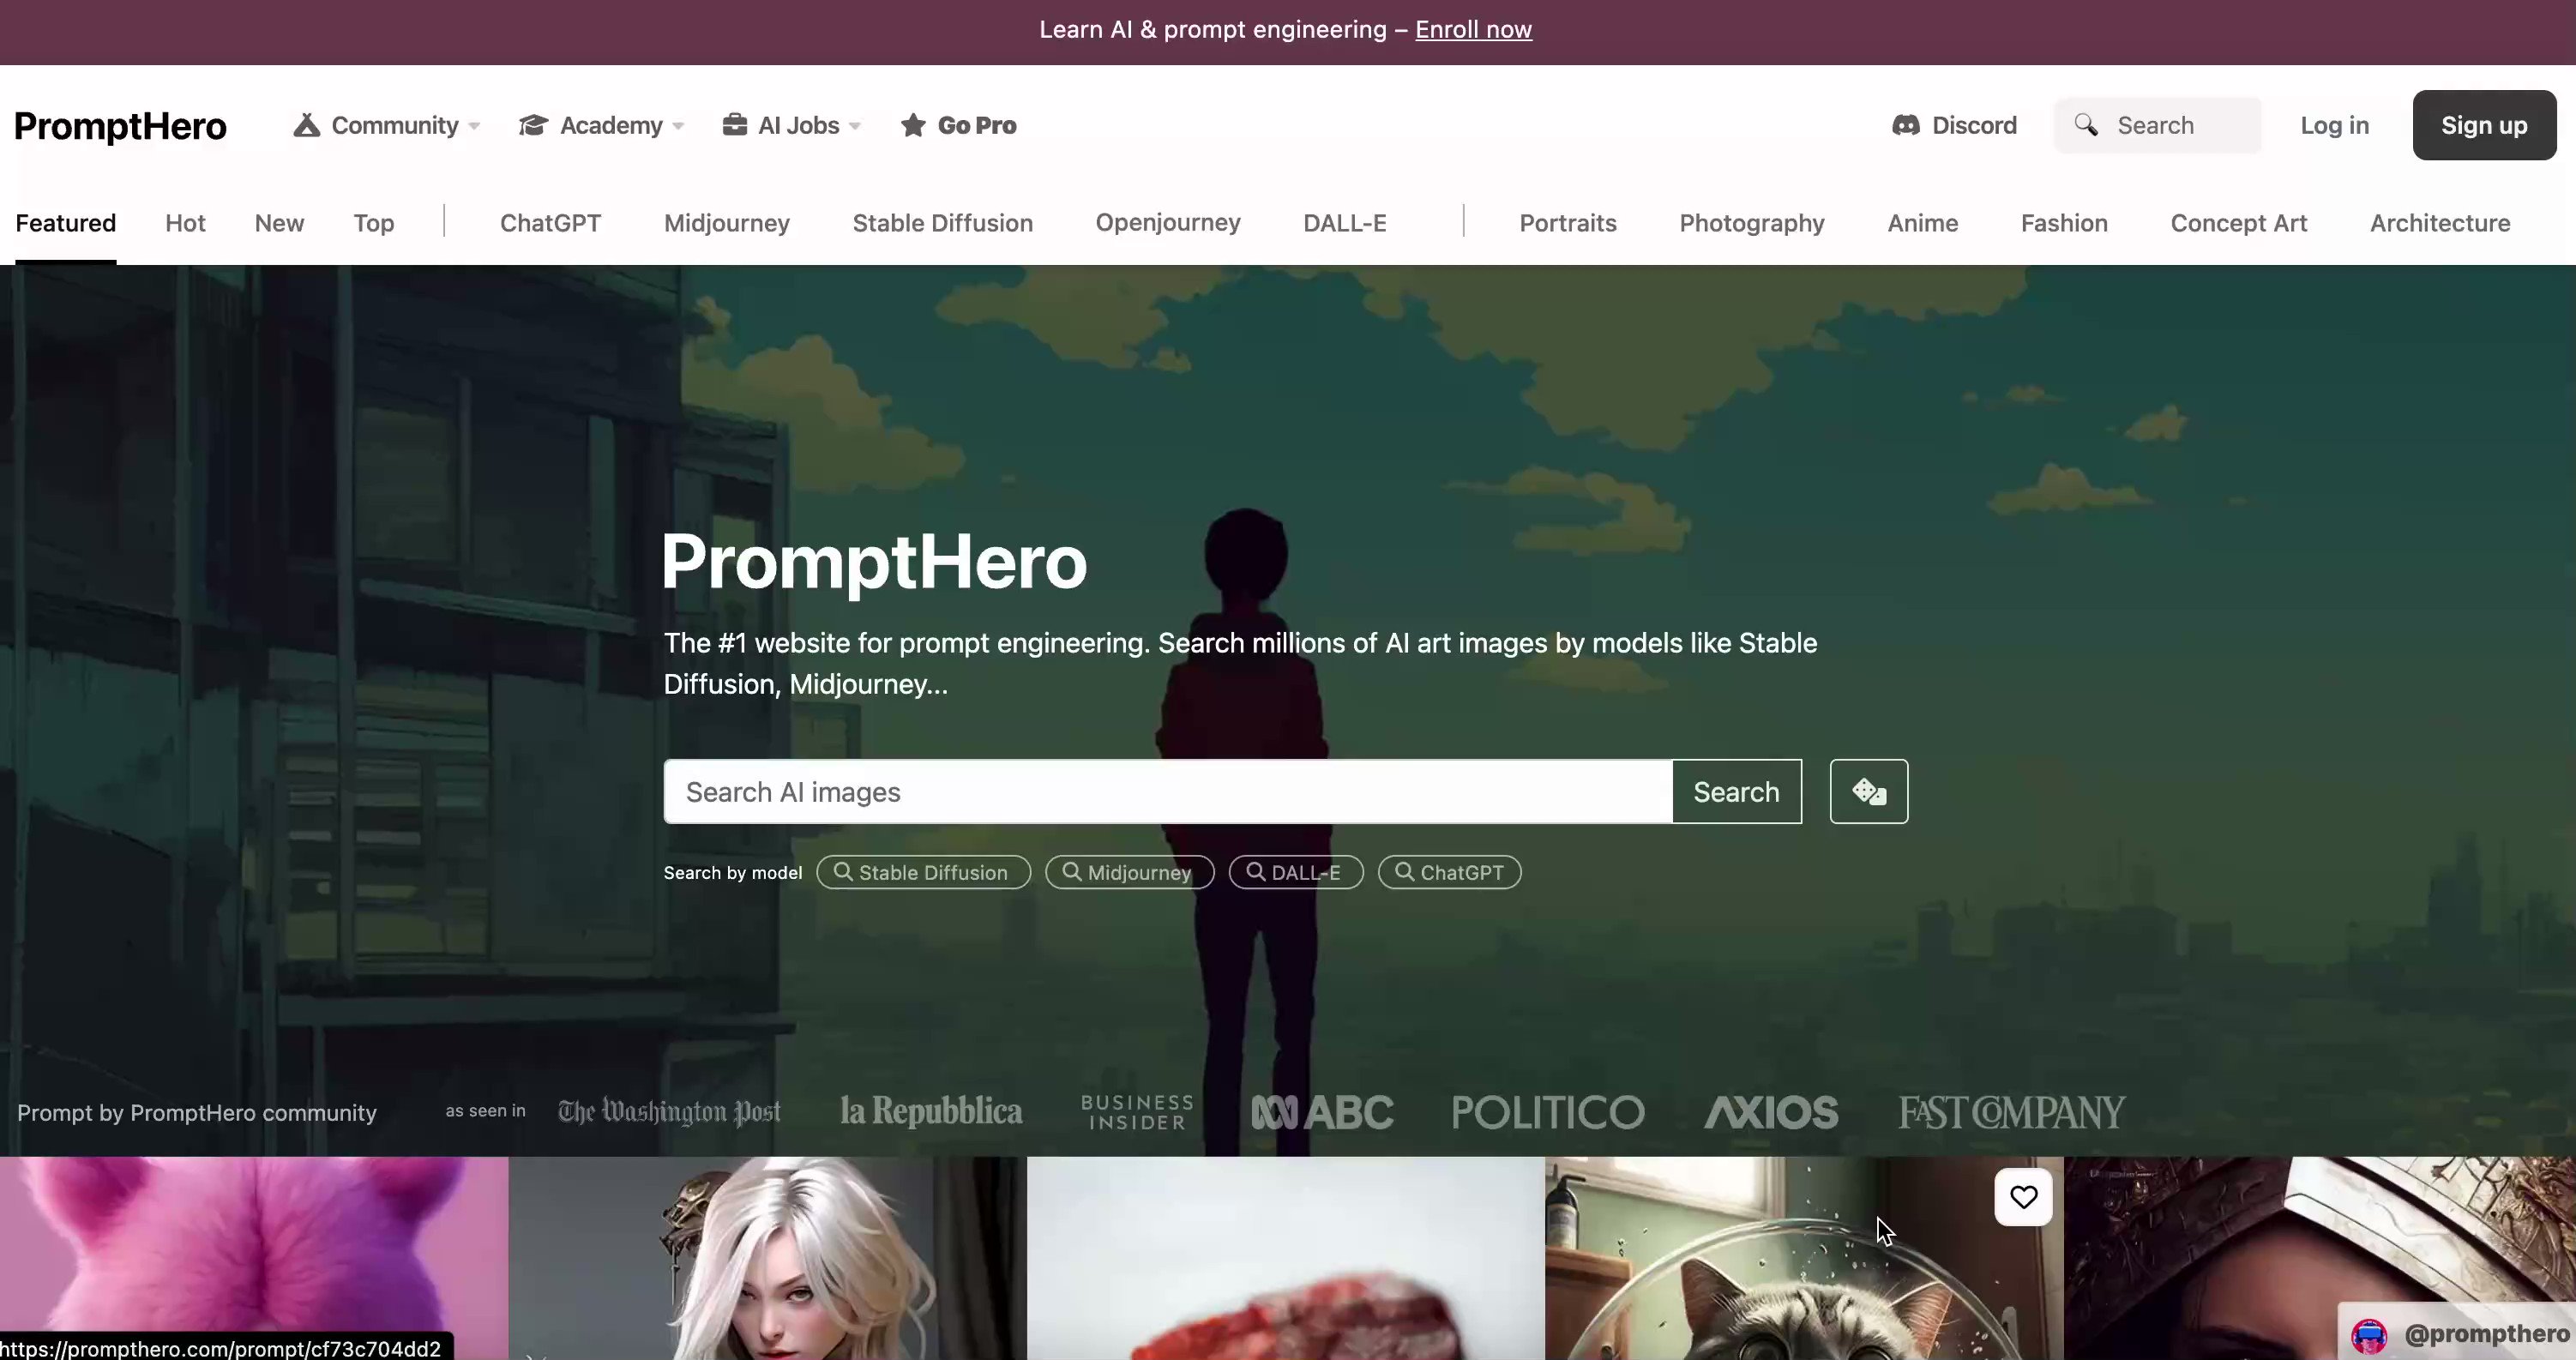 Learn AI & prompt engineering – Enroll now
PromptHero Community Academy AI Jobs Go Pro Discord Search Log in Sign up
Featured Hot New Top ChatGPT Midjourney Stable Diffusion Openjourney DALL-E Portraits Photography Anime Fashion Concept Art Architecture
PromptHero
The #1 website for prompt engineering. Search millions of AI art images by models like Stable
Diffusion, Midjourney...
Search AI images Search
Search by model Stable Diffusion Midjourney DALL-E ChatGPT
Prompt by PromptHero community as seen in The Washington Post la Repubblica BUSINESS INSIDER ABC POLITICO AXIOS FAST COMPANY
https://prompthero.com/prompt/cf73c704dd2 @prompthero